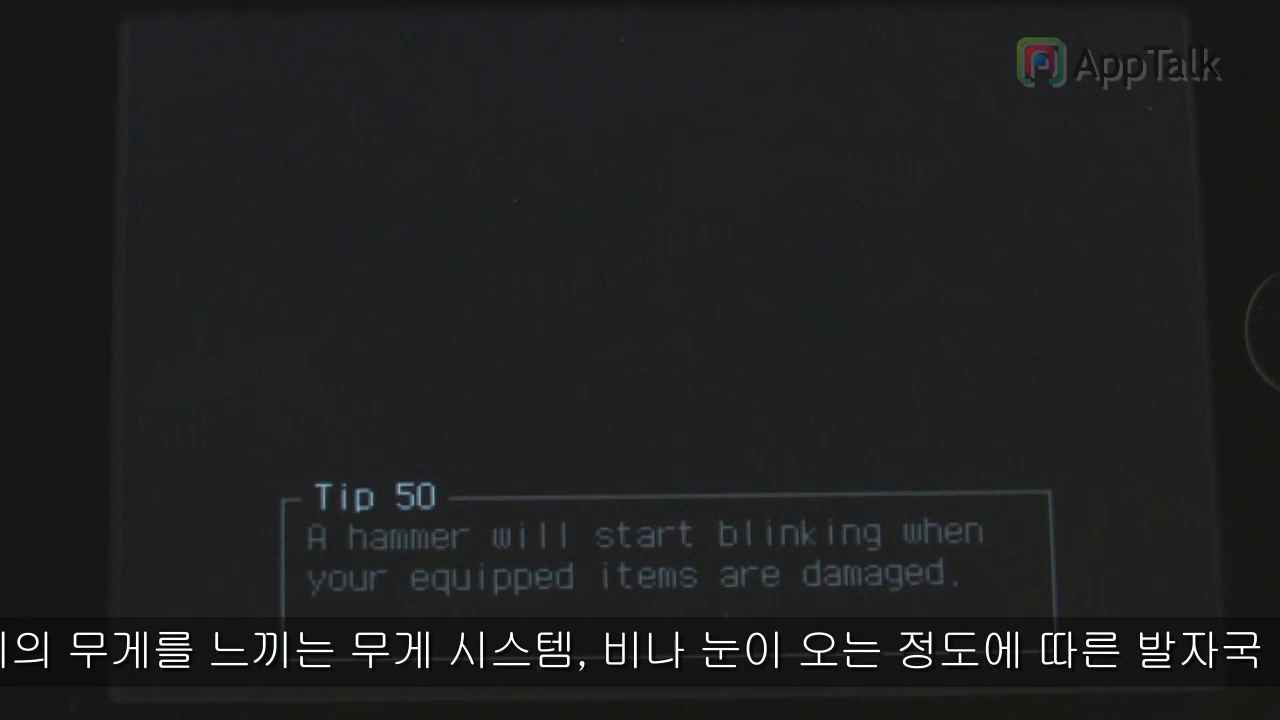 AppTalk
Tip 50
A hammer will start blinking when
your equipped items are damaged.
의 무게를 느끼는 무게 시스템, 비나 눈이 오는 정도에 따른 발자국